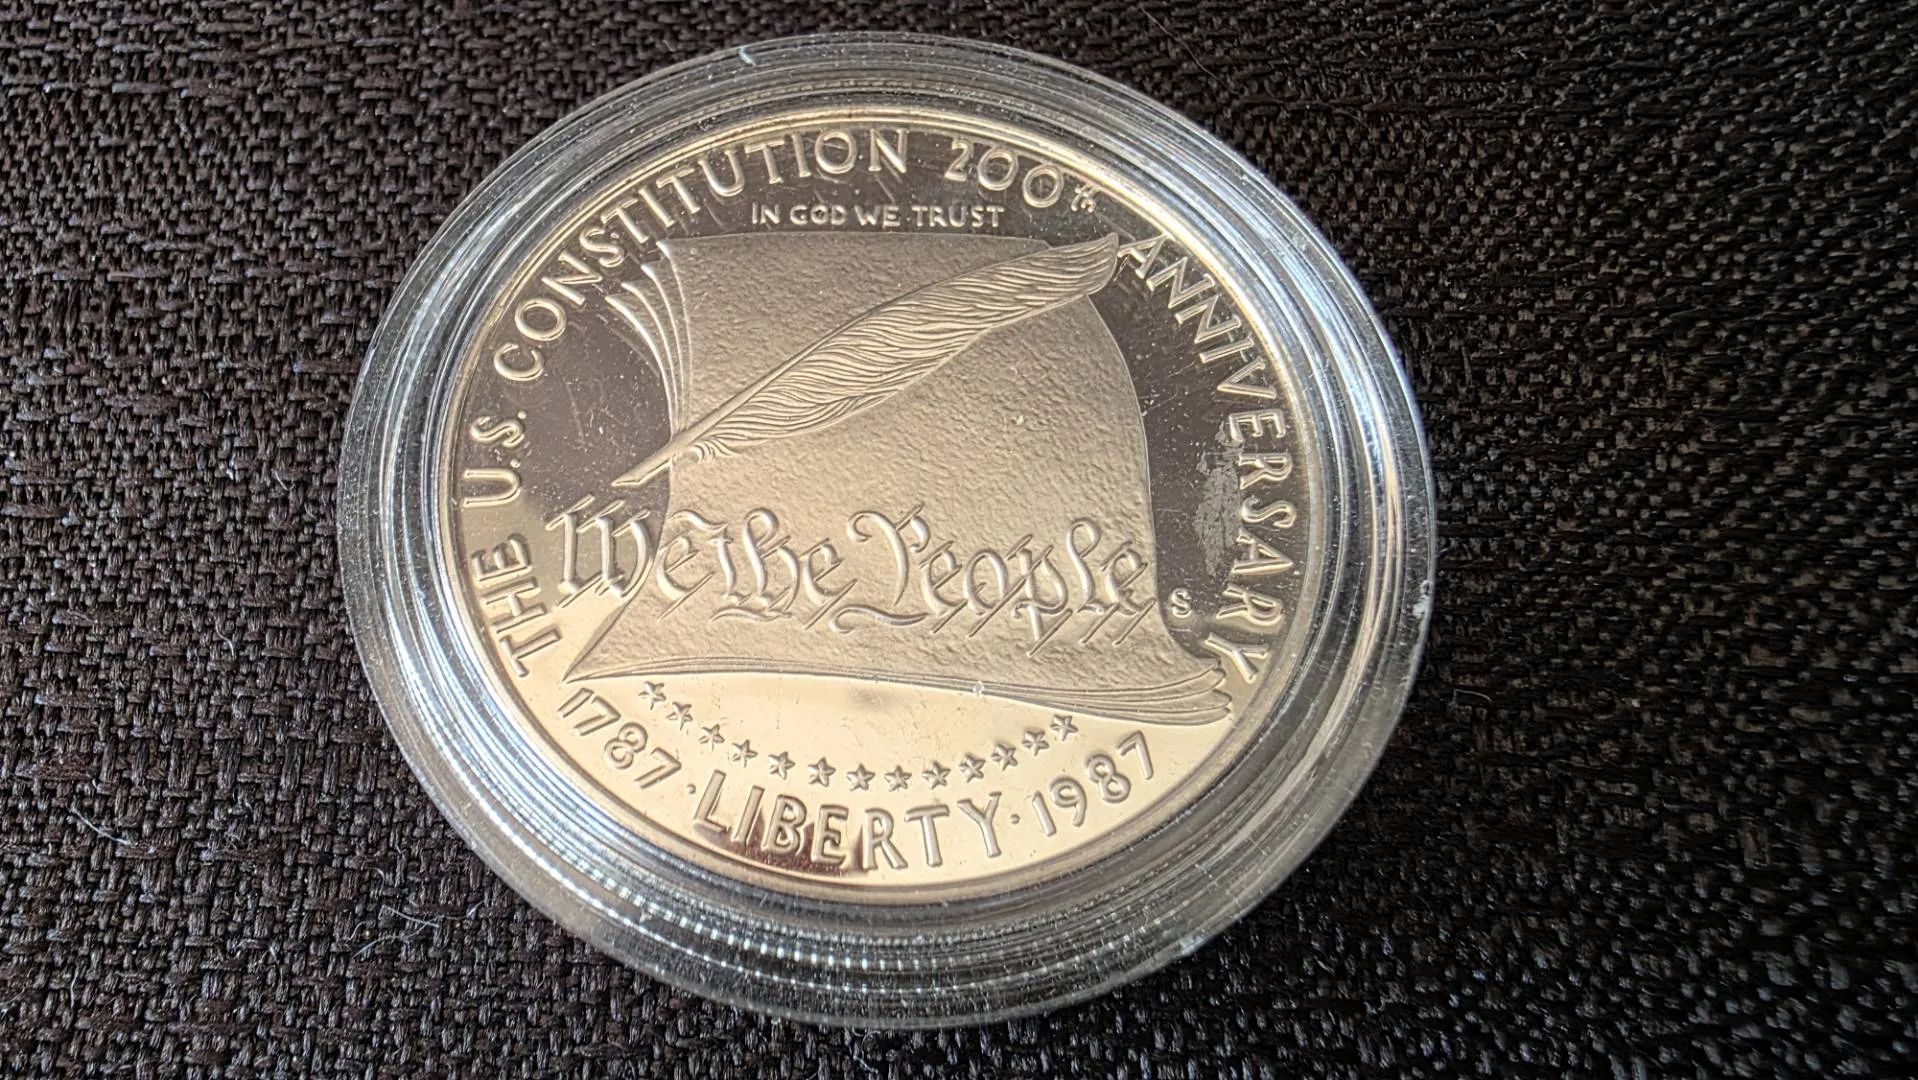 THE U.S. CONSTITUTION 200TH ANNIVERSARY
IN GOD WE TRUST
We the People
S
1787 · LIBERTY · 1987